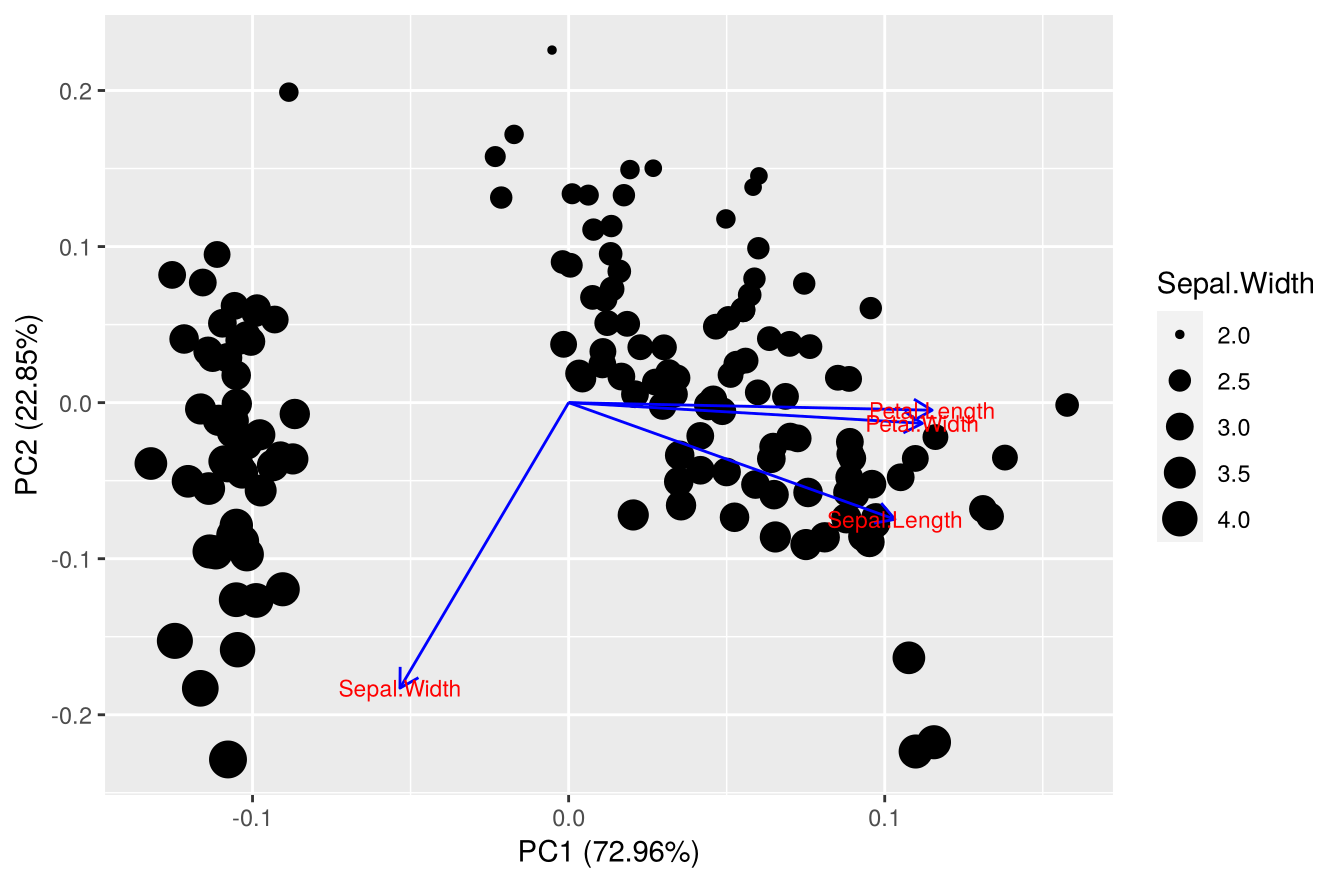 0.2
0.1
0.0
-0.1
-0.2
PC2 (22.85%)
Petal.Length
Petal.Width
Sepal.Length
Sepal.Width
-0.1
0.0
0.1
PC1 (72.96%)
Sepal.Width
2.0
2.5
3.0
3.5
4.0